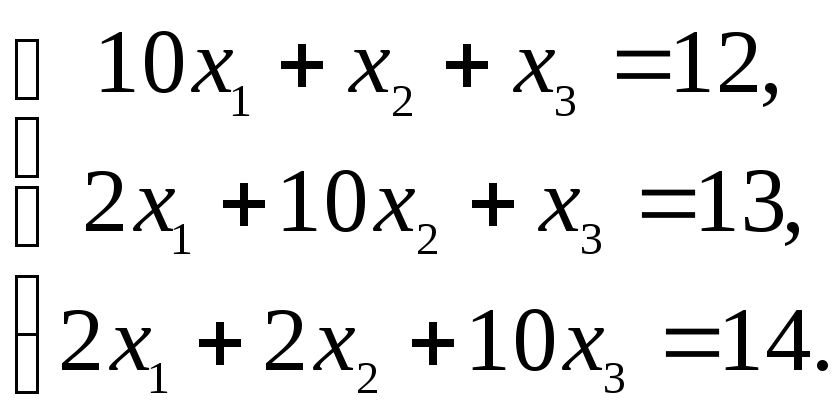 10x₁ + x₂ + x₃ = 12,
2x₁ + 10x₂ + x₃ = 13,
2x₁ + 2x₂ + 10x₃ = 14.